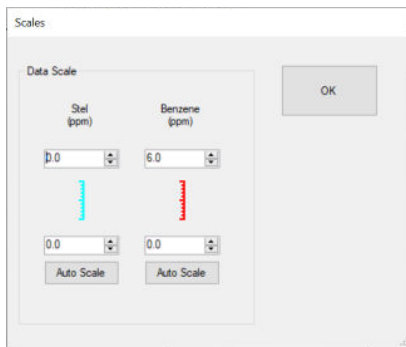 Scales
Data Scale
OK
Stel Benzene
(ppm) (ppm)
0.0 6.0
0.0 0.0
Auto Scale Auto Scale